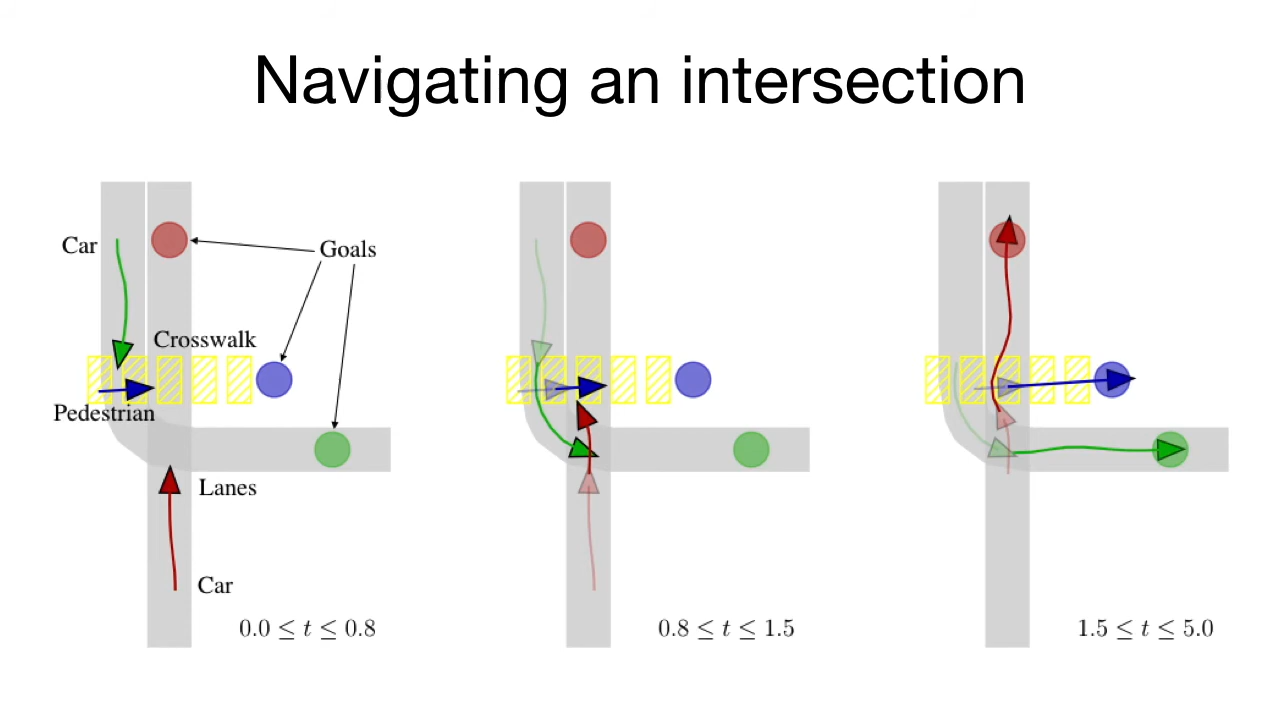 Navigating an intersection
Car
Goals
Crosswalk
Pedestrian
Lanes
Car
0.0 ≤ t ≤ 0.8
0.8 ≤ t ≤ 1.5
1.5 ≤ t ≤ 5.0